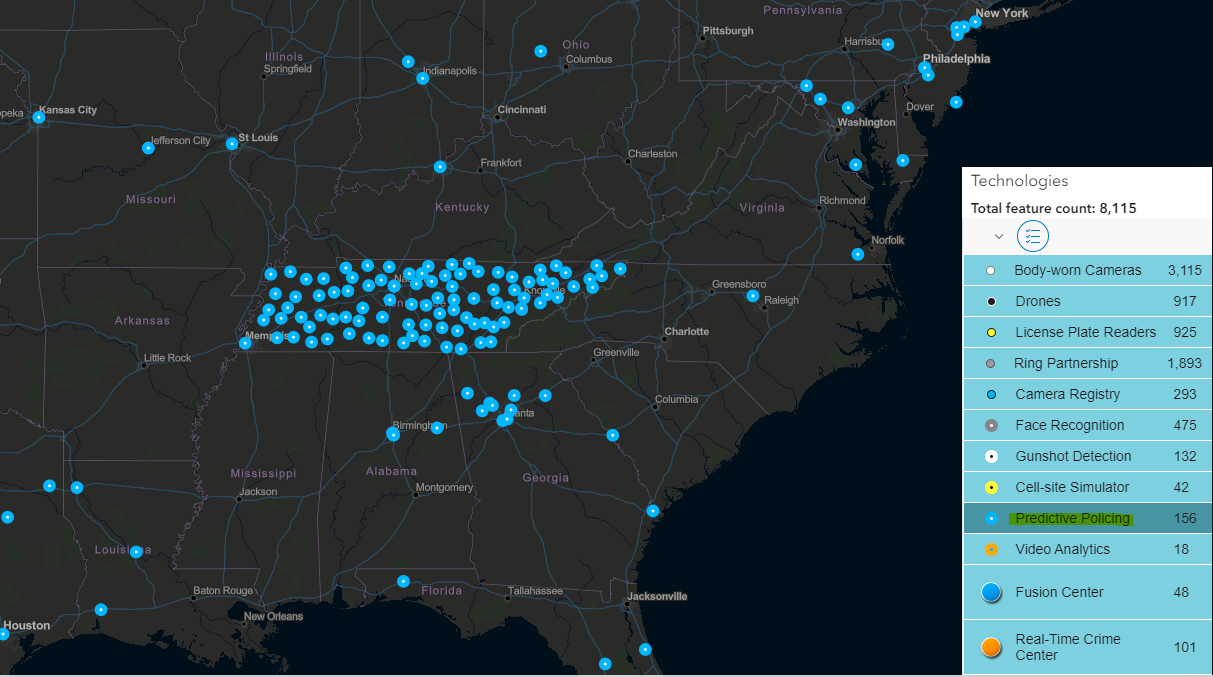 Pennsylvania
New York
Pittsburgh
Harrisbu
Ohio
Columbus
Illinois
Springfield
Indianapolis
Philadelphia
Kansas City
peka
Cincinnati
Dover
Washington
Jefferson City
St Louis
Charleston
Frankfort
Missouri
Kentucky
Virginia
Richmond
Norfolk
Greensboro
Raleigh
Arkansas
Memphis
Charlotte
Little Rock
Greenville
Columbia
anta
Birmingham
Mississippi
Alabama
Georgia
Jackson
Montgomery
Louisiana
Baton Rouge
Florida
Tallahassee
Jacksonville
New Orleans
Houston
Technologies
Total feature count: 8,115
Body-worn Cameras 3,115
Drones 917
License Plate Readers 925
Ring Partnership 1,893
Camera Registry 293
Face Recognition 475
Gunshot Detection 132
Cell-site Simulator 42
Predictive Policing 156
Video Analytics 18
Fusion Center 48
Real-Time Crime
Center 101